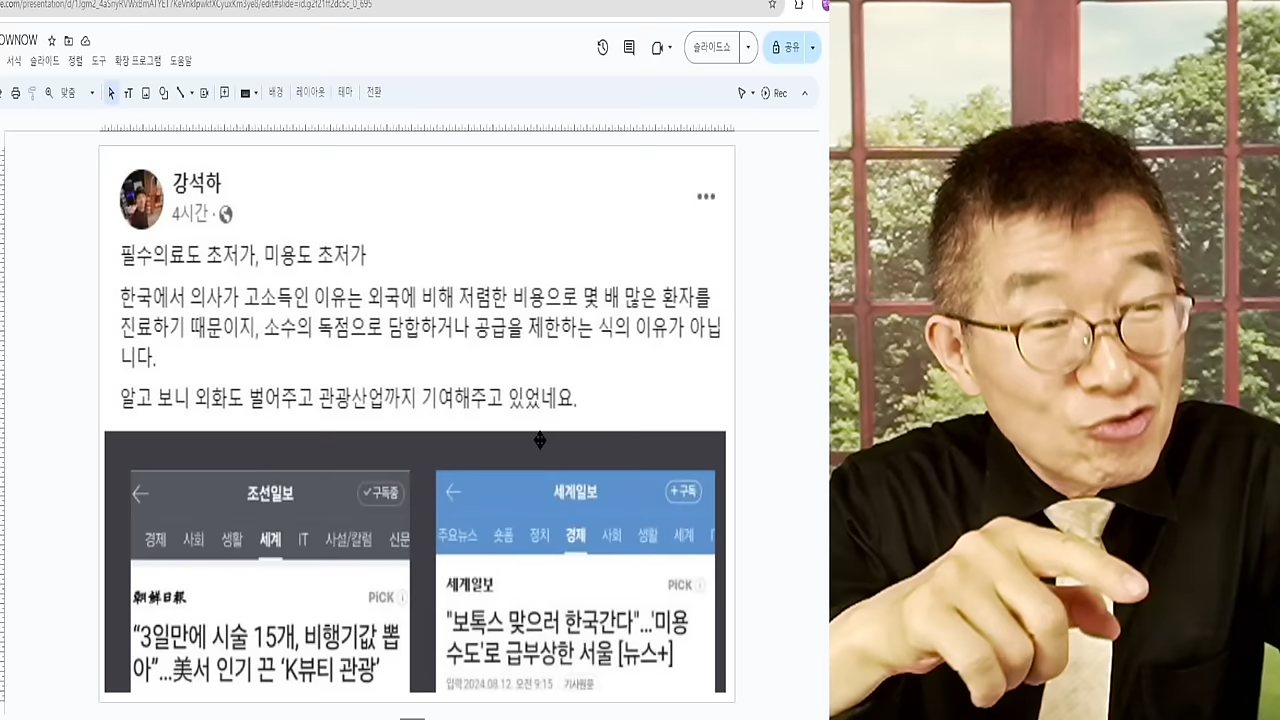 OWNOW
슬라이드쇼
공유
서식 슬라이드 정렬 도구 확장 프로그램 도움말
맞춤 배경 레이아웃 테마 전환 Rec
강석하
4시간
필수의료도 초저가, 미용도 초저가
한국에서 의사가 고소득인 이유는 외국에 비해 저렴한 비용으로 몇 배 많은 환자를
진료하기 때문이지, 소수의 독점으로 담합하거나 공급을 제한하는 식의 이유가 아닙
니다.
알고 보니 외화도 벌어주고 관광산업까지 기여해주고 있었네요.
조선일보
구독중
경제 사회 생활 세계 IT 사설/칼럼 신문
朝鮮日報
PiCK
“3일만에 시술 15개, 비행기값 뽑
아”...美서 인기 끈 ‘K뷰티 관광’
세계일보
+구독
주요뉴스 숏폼 정치 경제 사회 생활 세계
세계일보
PiCK
"보톡스 맞으러 한국간다"...'미용
수도'로 급부상한 서울 [뉴스+]
입력 2024.08.12. 오전 9:15 기사원문